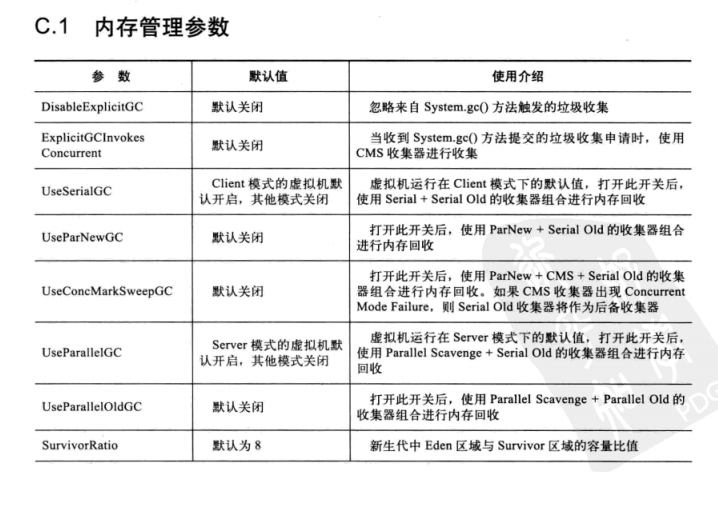 C.1 内存管理参数
参 数 默认值 使用介绍
DisableExplicitGC 默认关闭 忽略来自 System.gc() 方法触发的垃圾收集
ExplicitGCInvokes 默认关闭 当收到 System.gc() 方法提交的垃圾收集申请时，使用
Concurrent CMS 收集器进行收集
UseSerialGC Client 模式的虚拟机默 虚拟机运行在 Client 模式下的默认值，打开此开关后，
认开启，其他模式关闭 使用 Serial + Serial Old 的收集器组合进行内存回收
UseParNewGC 默认关闭 打开此开关后，使用 ParNew + Serial Old 的收集器组合
进行内存回收
打开此开关后，使用 ParNew + CMS + Serial Old 的收集
UseConcMarkSweepGC 默认关闭 器组合进行内存回收。如果 CMS 收集器出现 Concurrent
Mode Failure，则 Serial Old 收集器将作为后备收集器
UseParallelGC Server 模式的虚拟机默 虚拟机运行在 Server 模式下的默认值，打开此开关后，
认开启，其他模式关闭 使用 Parallel Scavenge + Serial Old 的收集器组合进行内存
回收
UseParallelOldGC 默认关闭 打开此开关后，使用 Parallel Scavenge + Parallel Old 的
收集器组合进行内存回收
SurvivorRatio 默认为 8 新生代中 Eden 区域与 Survivor 区域的容量比值
PDG